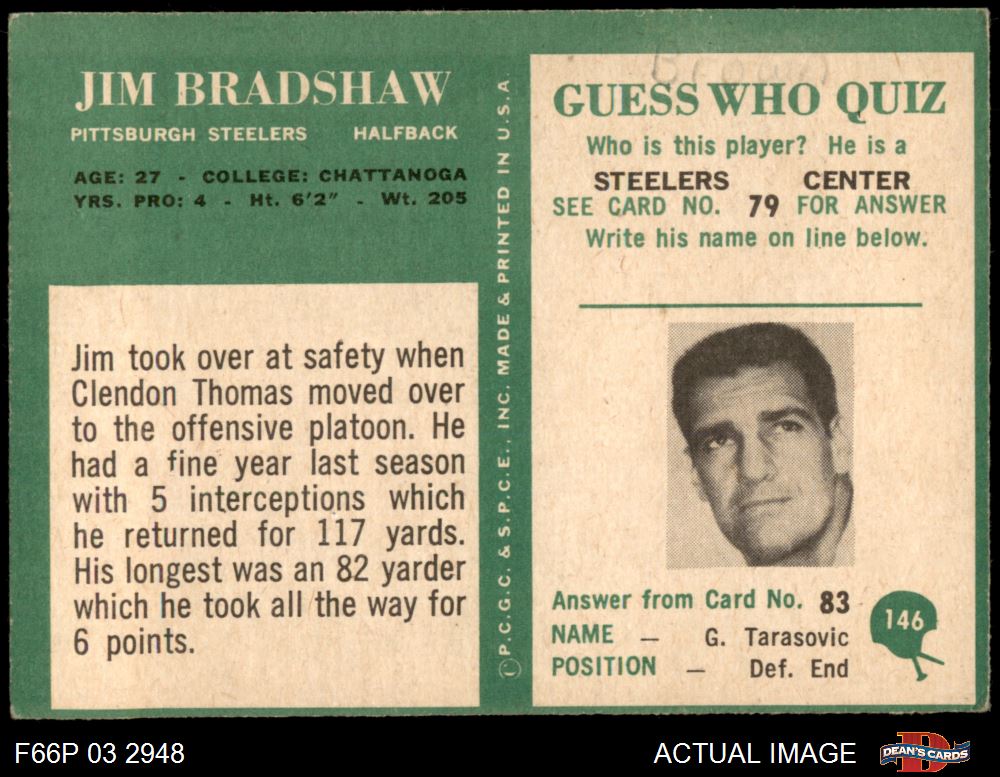 JIM BRADSHAW
PITTSBURGH STEELERS HALFBACK
AGE: 27 - COLLEGE: CHATTANOGA
YRS. PRO: 4 - Ht. 6'2" - Wt. 205
Jim took over at safety when
Clendon Thomas moved over
to the offensive platoon. He
had a fine year last season
with 5 interceptions which
he returned for 117 yards.
His longest was an 82 yarder
which he took all the way for
6 points.
©P.C.G.C. & S.P.C.E., INC. MADE & PRINTED IN U.S.A
Brown
GUESS WHO QUIZ
Who is this player? He is a
STEELERS CENTER
SEE CARD NO. 79 FOR ANSWER
Write his name on line below.
Answer from Card No. 83
NAME — G. Tarasovic
POSITION — Def. End
146
F66P 03 2948
ACTUAL IMAGE
D
DEAN'S CARDS